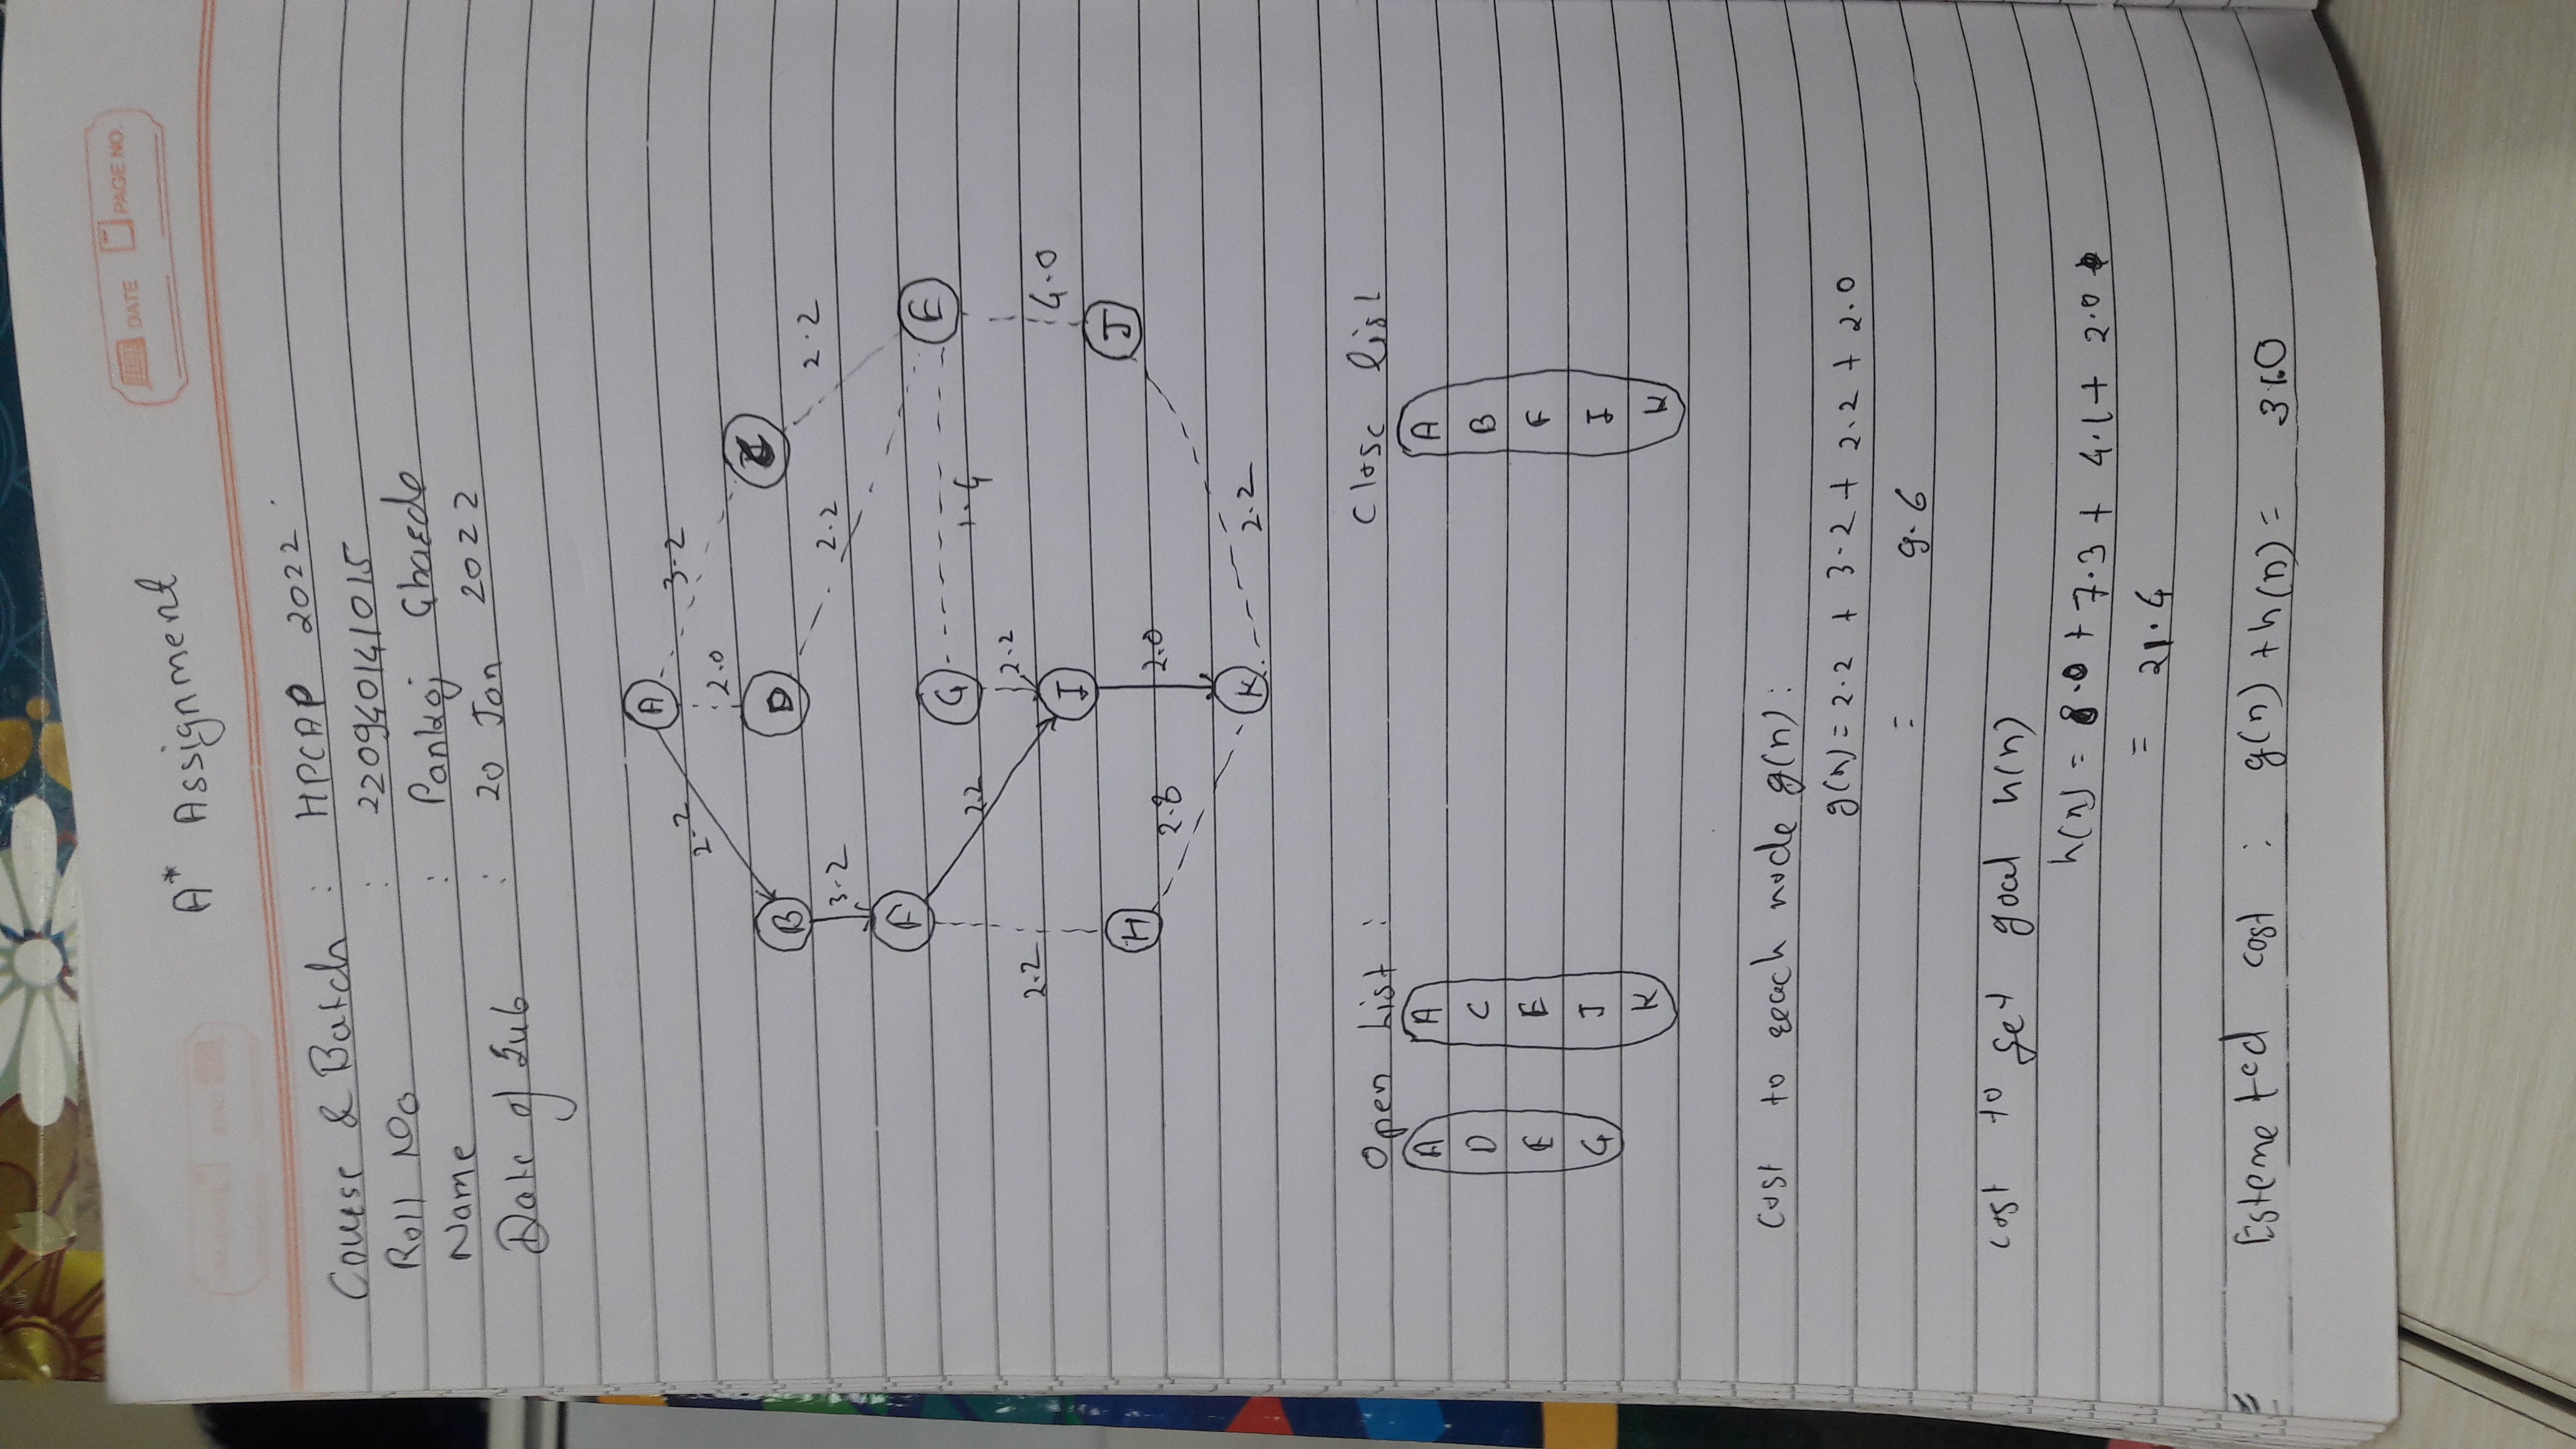 DATE PAGE NO.
A* Assignment
Course & Batch : HPCAP 2022
Roll No : 220940141015
Name : Pankaj Gharde
Date of Sub : 20 Jan 2022
A
2.2 2.0 3.2
B D C
3.2 2.2 2.2
F G E
2.2 1.4
2.2 2.2 4.0
I
H J
2.8 2.0
K 2.2
Open List : Close list
A A A
D C B
E E F
G J I
K K
cost to reach node g(n) :
g(n) = 2.2 + 3.2 + 2.2 + 2.0
= 9.6
cost to get goal h(n)
h(n) = 8.0 + 7.3 + 4.1 + 2.0
= 21.4
Estemeted cost : g(n) + h(n) = 31.0